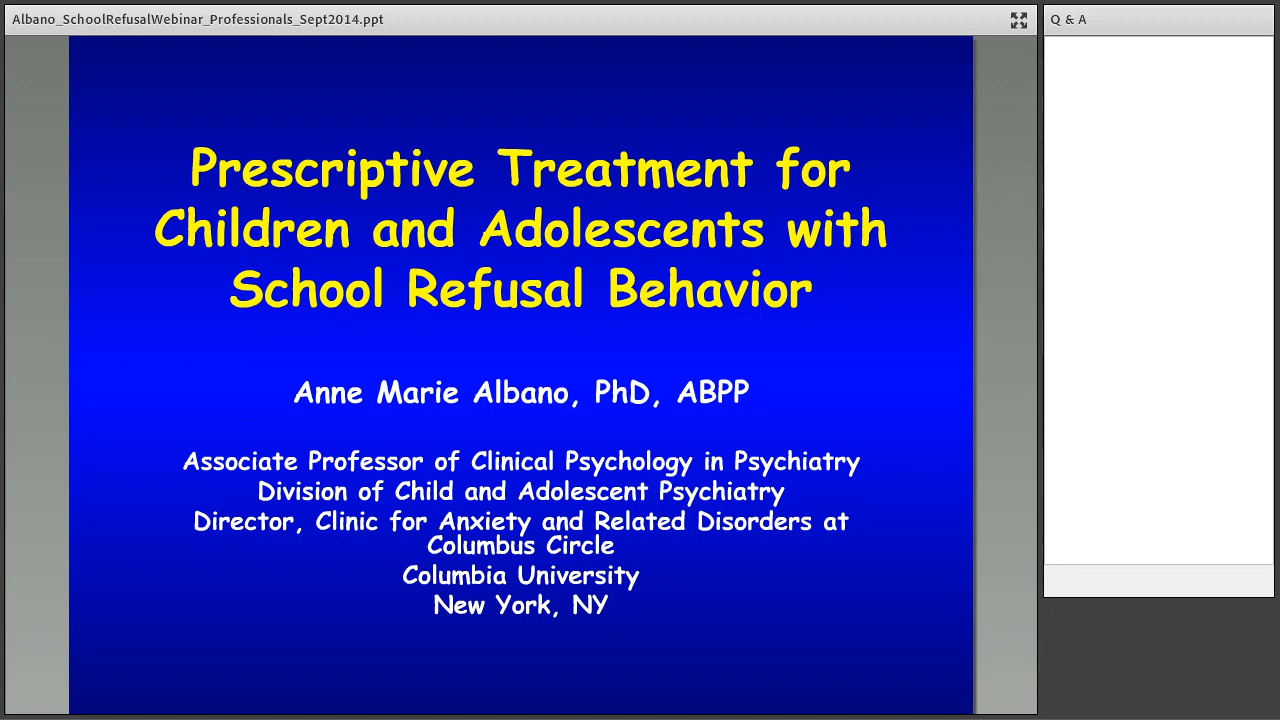 Albano_SchoolRefusalWebinar_Professionals_Sept2014.ppt
Q & A
Prescriptive Treatment for
Children and Adolescents with
School Refusal Behavior
Anne Marie Albano, PhD, ABPP
Associate Professor of Clinical Psychology in Psychiatry
Division of Child and Adolescent Psychiatry
Director, Clinic for Anxiety and Related Disorders at
Columbus Circle
Columbia University
New York, NY